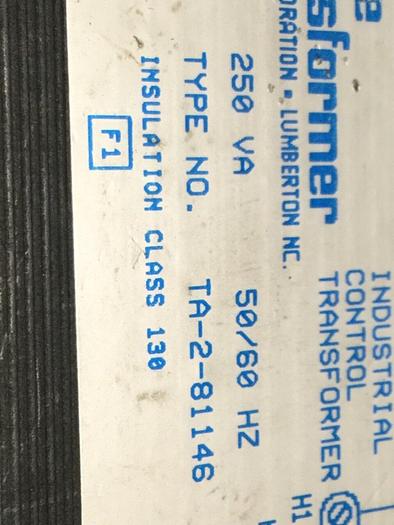 sformer
ORATION • LUMBERTON NC.
INDUSTRIAL
CONTROL
TRANSFORMER
H1
250 VA 50/60 HZ
TYPE NO. TA-2-81146
INSULATION CLASS 130
F1